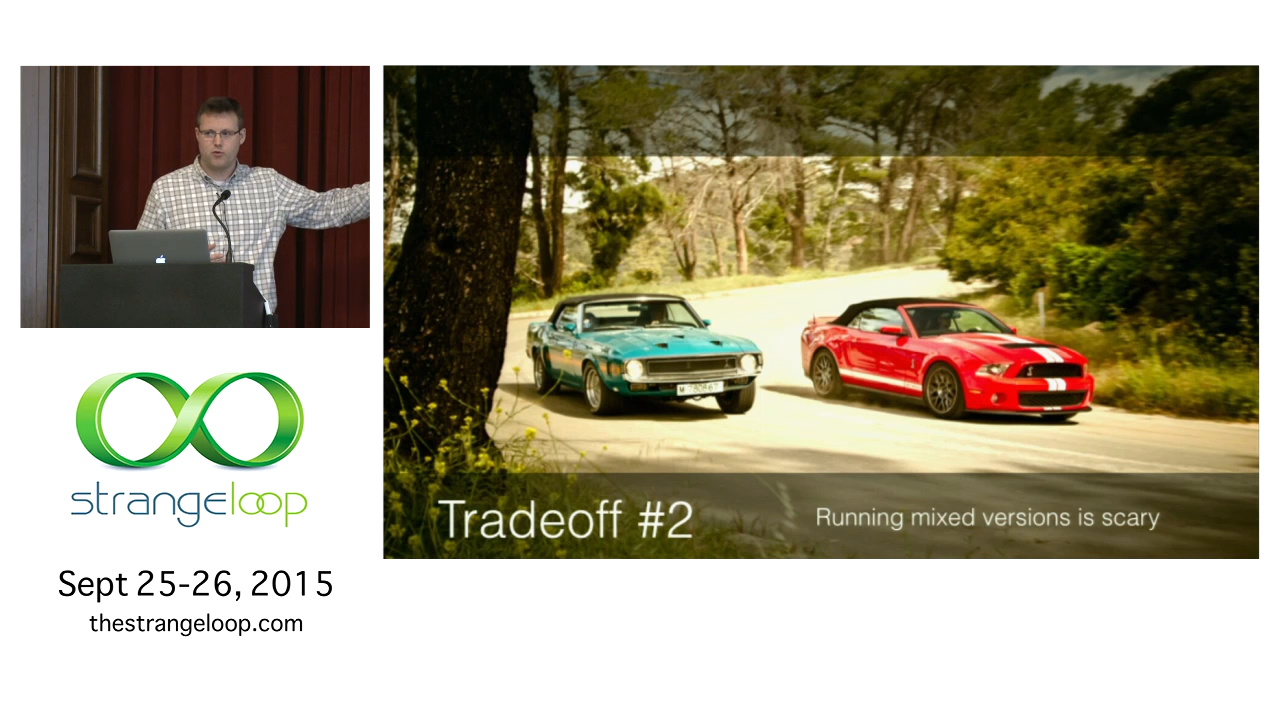 strangeloop
Sept 25-26, 2015
thestrangeloop.com
Tradeoff #2
Running mixed versions is scary